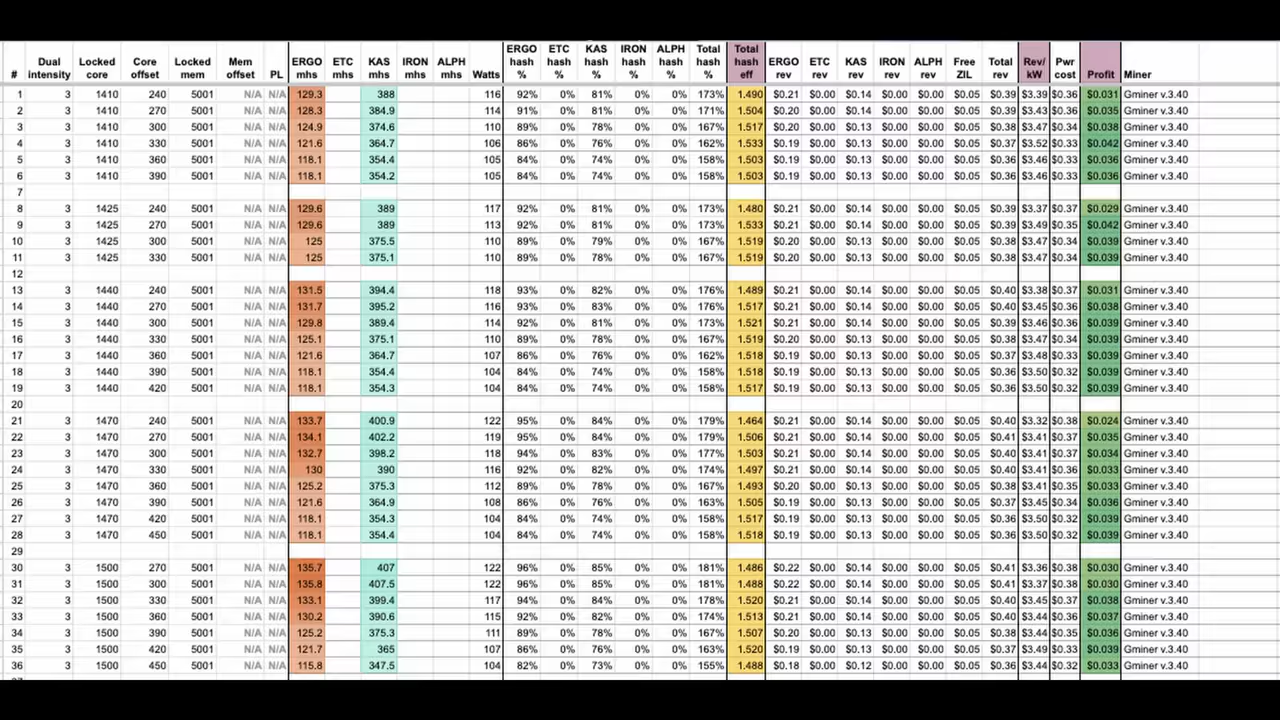 # Dual intensity Locked core Core offset Locked mem Mem offset PL ERGO mhs ETC mhs KAS mhs IRON mhs ALPH mhs Watts ERGO hash % ETC hash % KAS hash % IRON hash % ALPH hash % Total hash % Total hash eff ERGO rev ETC rev KAS rev IRON rev ALPH rev Free ZIL Total rev Rev/ kW Pwr cost Profit Miner
1 3 1410 240 5001 N/A N/A 129.3 388 116 92% 0% 81% 0% 0% 173% 1.490 $0.21 $0.00 $0.14 $0.00 $0.00 $0.05 $0.39 $3.39 $0.36 $0.031 Gminer v.3.40
2 3 1410 270 5001 N/A N/A 128.3 384.9 114 91% 0% 81% 0% 0% 171% 1.504 $0.20 $0.00 $0.14 $0.00 $0.00 $0.05 $0.39 $3.43 $0.36 $0.035 Gminer v.3.40
3 3 1410 300 5001 N/A N/A 124.9 374.6 110 89% 0% 78% 0% 0% 167% 1.517 $0.20 $0.00 $0.13 $0.00 $0.00 $0.05 $0.38 $3.47 $0.34 $0.038 Gminer v.3.40
4 3 1410 330 5001 N/A N/A 121.6 364.7 106 86% 0% 76% 0% 0% 162% 1.533 $0.19 $0.00 $0.13 $0.00 $0.00 $0.05 $0.37 $3.52 $0.33 $0.042 Gminer v.3.40
5 3 1410 360 5001 N/A N/A 118.1 354.4 105 84% 0% 74% 0% 0% 158% 1.503 $0.19 $0.00 $0.13 $0.00 $0.00 $0.05 $0.36 $3.46 $0.33 $0.036 Gminer v.3.40
6 3 1410 390 5001 N/A N/A 118.1 354.2 105 84% 0% 74% 0% 0% 158% 1.503 $0.19 $0.00 $0.13 $0.00 $0.00 $0.05 $0.36 $3.46 $0.33 $0.036 Gminer v.3.40
7
8 3 1425 240 5001 N/A N/A 129.6 389 117 92% 0% 81% 0% 0% 173% 1.480 $0.21 $0.00 $0.14 $0.00 $0.00 $0.05 $0.39 $3.37 $0.37 $0.029 Gminer v.3.40
9 3 1425 270 5001 N/A N/A 129.6 389 113 92% 0% 81% 0% 0% 173% 1.533 $0.21 $0.00 $0.14 $0.00 $0.00 $0.05 $0.39 $3.49 $0.35 $0.042 Gminer v.3.40
10 3 1425 300 5001 N/A N/A 125 375.5 110 89% 0% 79% 0% 0% 167% 1.519 $0.20 $0.00 $0.13 $0.00 $0.00 $0.05 $0.38 $3.47 $0.34 $0.039 Gminer v.3.40
11 3 1425 330 5001 N/A N/A 125 375.1 110 89% 0% 78% 0% 0% 167% 1.519 $0.20 $0.00 $0.13 $0.00 $0.00 $0.05 $0.38 $3.47 $0.34 $0.039 Gminer v.3.40
12
13 3 1440 240 5001 N/A N/A 131.5 394.4 118 93% 0% 82% 0% 0% 176% 1.489 $0.21 $0.00 $0.14 $0.00 $0.00 $0.05 $0.40 $3.38 $0.37 $0.031 Gminer v.3.40
14 3 1440 270 5001 N/A N/A 131.7 395.2 116 93% 0% 83% 0% 0% 176% 1.517 $0.21 $0.00 $0.14 $0.00 $0.00 $0.05 $0.40 $3.45 $0.36 $0.038 Gminer v.3.40
15 3 1440 300 5001 N/A N/A 129.8 389.4 114 92% 0% 81% 0% 0% 173% 1.521 $0.21 $0.00 $0.14 $0.00 $0.00 $0.05 $0.39 $3.46 $0.36 $0.039 Gminer v.3.40
16 3 1440 330 5001 N/A N/A 125.1 375.1 110 89% 0% 78% 0% 0% 167% 1.519 $0.20 $0.00 $0.13 $0.00 $0.00 $0.05 $0.38 $3.47 $0.34 $0.039 Gminer v.3.40
17 3 1440 360 5001 N/A N/A 121.6 364.7 107 86% 0% 76% 0% 0% 162% 1.518 $0.19 $0.00 $0.13 $0.00 $0.00 $0.05 $0.37 $3.48 $0.33 $0.039 Gminer v.3.40
18 3 1440 390 5001 N/A N/A 118.1 354.4 104 84% 0% 74% 0% 0% 158% 1.518 $0.19 $0.00 $0.13 $0.00 $0.00 $0.05 $0.36 $3.50 $0.32 $0.039 Gminer v.3.40
19 3 1440 420 5001 N/A N/A 118.1 354.3 104 84% 0% 74% 0% 0% 158% 1.517 $0.19 $0.00 $0.13 $0.00 $0.00 $0.05 $0.36 $3.50 $0.32 $0.039 Gminer v.3.40
20
21 3 1470 240 5001 N/A N/A 133.7 400.9 122 95% 0% 84% 0% 0% 179% 1.464 $0.21 $0.00 $0.14 $0.00 $0.00 $0.05 $0.40 $3.32 $0.38 $0.024 Gminer v.3.40
22 3 1470 270 5001 N/A N/A 134.1 402.2 119 95% 0% 84% 0% 0% 179% 1.506 $0.21 $0.00 $0.14 $0.00 $0.00 $0.05 $0.41 $3.41 $0.37 $0.035 Gminer v.3.40
23 3 1470 300 5001 N/A N/A 132.7 398.2 118 94% 0% 83% 0% 0% 177% 1.503 $0.21 $0.00 $0.14 $0.00 $0.00 $0.05 $0.40 $3.41 $0.37 $0.034 Gminer v.3.40
24 3 1470 330 5001 N/A N/A 130 390 116 92% 0% 82% 0% 0% 174% 1.497 $0.21 $0.00 $0.14 $0.00 $0.00 $0.05 $0.40 $3.41 $0.36 $0.033 Gminer v.3.40
25 3 1470 360 5001 N/A N/A 125.2 375.3 112 89% 0% 78% 0% 0% 167% 1.493 $0.20 $0.00 $0.13 $0.00 $0.00 $0.05 $0.38 $3.41 $0.35 $0.033 Gminer v.3.40
26 3 1470 390 5001 N/A N/A 121.6 364.9 108 86% 0% 76% 0% 0% 163% 1.505 $0.19 $0.00 $0.13 $0.00 $0.00 $0.05 $0.37 $3.45 $0.34 $0.036 Gminer v.3.40
27 3 1470 420 5001 N/A N/A 118.1 354.3 104 84% 0% 74% 0% 0% 158% 1.517 $0.19 $0.00 $0.13 $0.00 $0.00 $0.05 $0.36 $3.50 $0.32 $0.039 Gminer v.3.40
28 3 1470 450 5001 N/A N/A 118.1 354.4 104 84% 0% 74% 0% 0% 158% 1.518 $0.19 $0.00 $0.13 $0.00 $0.00 $0.05 $0.36 $3.50 $0.32 $0.039 Gminer v.3.40
29
30 3 1500 270 5001 N/A N/A 135.7 407 122 96% 0% 85% 0% 0% 181% 1.486 $0.22 $0.00 $0.14 $0.00 $0.00 $0.05 $0.41 $3.36 $0.38 $0.030 Gminer v.3.40
31 3 1500 300 5001 N/A N/A 135.8 407.5 122 96% 0% 85% 0% 0% 181% 1.488 $0.22 $0.00 $0.14 $0.00 $0.00 $0.05 $0.41 $3.37 $0.38 $0.030 Gminer v.3.40
32 3 1500 330 5001 N/A N/A 133.1 399.4 117 94% 0% 84% 0% 0% 178% 1.520 $0.21 $0.00 $0.14 $0.00 $0.00 $0.05 $0.40 $3.45 $0.37 $0.038 Gminer v.3.40
33 3 1500 360 5001 N/A N/A 130.2 390.6 115 92% 0% 82% 0% 0% 174% 1.513 $0.21 $0.00 $0.14 $0.00 $0.00 $0.05 $0.40 $3.44 $0.36 $0.037 Gminer v.3.40
34 3 1500 390 5001 N/A N/A 125.2 375.3 111 89% 0% 78% 0% 0% 167% 1.507 $0.20 $0.00 $0.13 $0.00 $0.00 $0.05 $0.38 $3.44 $0.35 $0.036 Gminer v.3.40
35 3 1500 420 5001 N/A N/A 121.7 365 107 86% 0% 76% 0% 0% 163% 1.520 $0.19 $0.00 $0.13 $0.00 $0.00 $0.05 $0.37 $3.49 $0.33 $0.039 Gminer v.3.40
36 3 1500 450 5001 N/A N/A 115.8 347.5 104 82% 0% 73% 0% 0% 155% 1.488 $0.18 $0.00 $0.12 $0.00 $0.00 $0.05 $0.36 $3.44 $0.32 $0.033 Gminer v.3.40